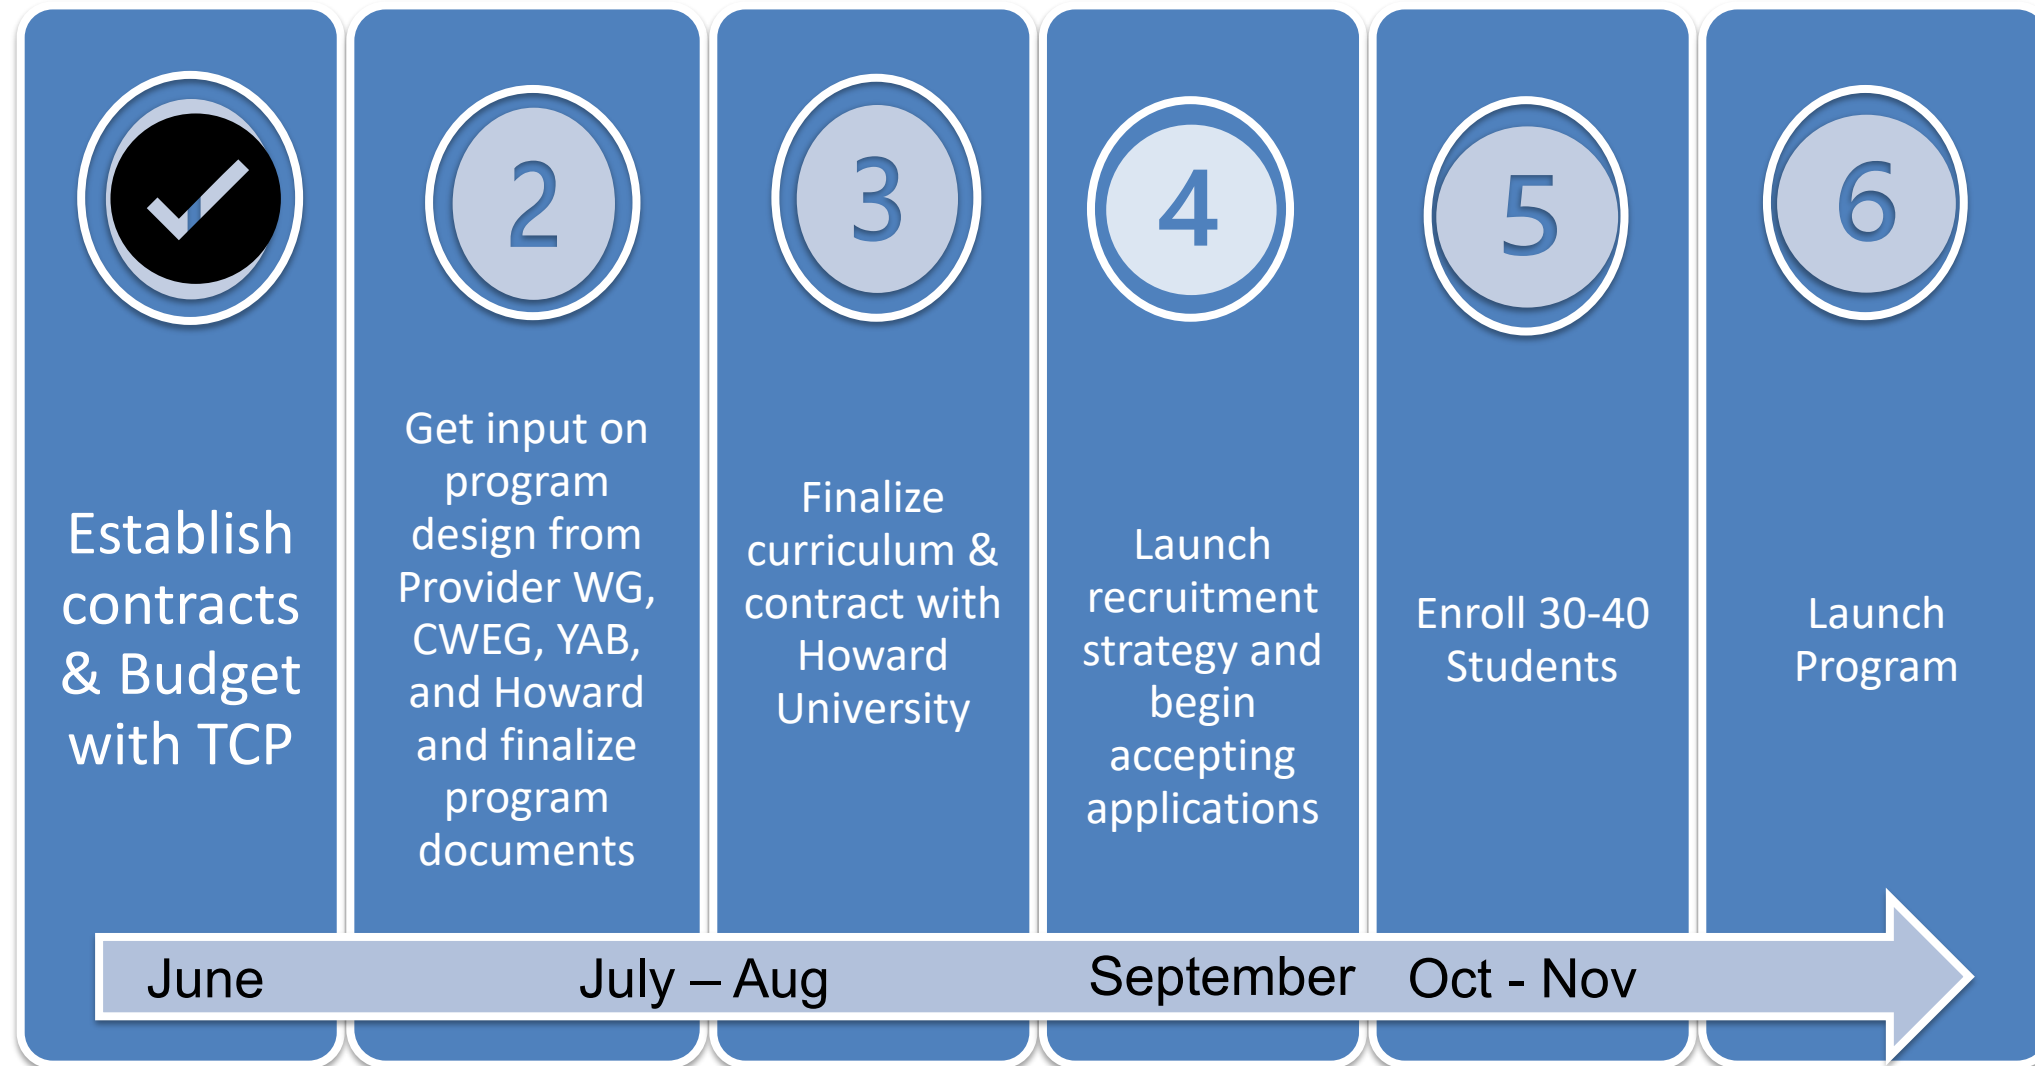 Establish
contracts
& Budget
with TCP
2
Get input on
program
design from
Provider WG,
CWEG, YAB,
and Howard
and finalize
program
documents
3
Finalize
curriculum &
contract with
Howard
University
4
Launch
recruitment
strategy and
begin
accepting
applications
5
Enroll 30-40
Students
6
Launch
Program
June
July – Aug
September
Oct - Nov